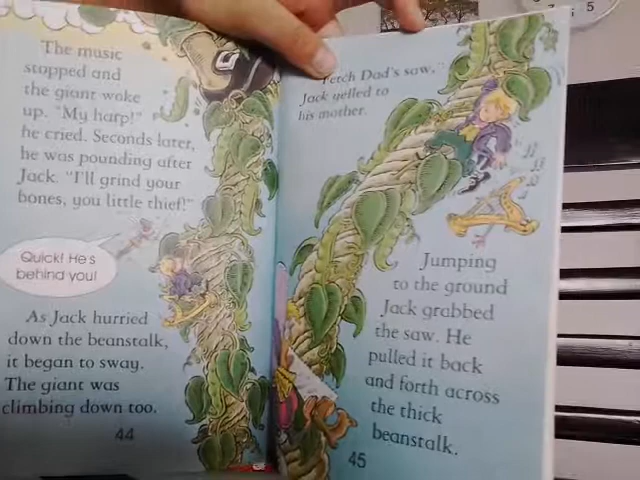 The music
stopped and
the giant woke
up. "My harp!"
he cried. Seconds later,
he was pounding after
Jack. "I'll grind your
bones, you little thief!"
Quick! He's
behind you!
As Jack hurried
down the beanstalk,
it began to sway.
The giant was
climbing down too.
44
"Fetch Dad's saw,"
Jack yelled to
his mother.
Jumping
to the ground
Jack grabbed
the saw. He
pulled it back
and forth across
the thick
beanstalk.
45